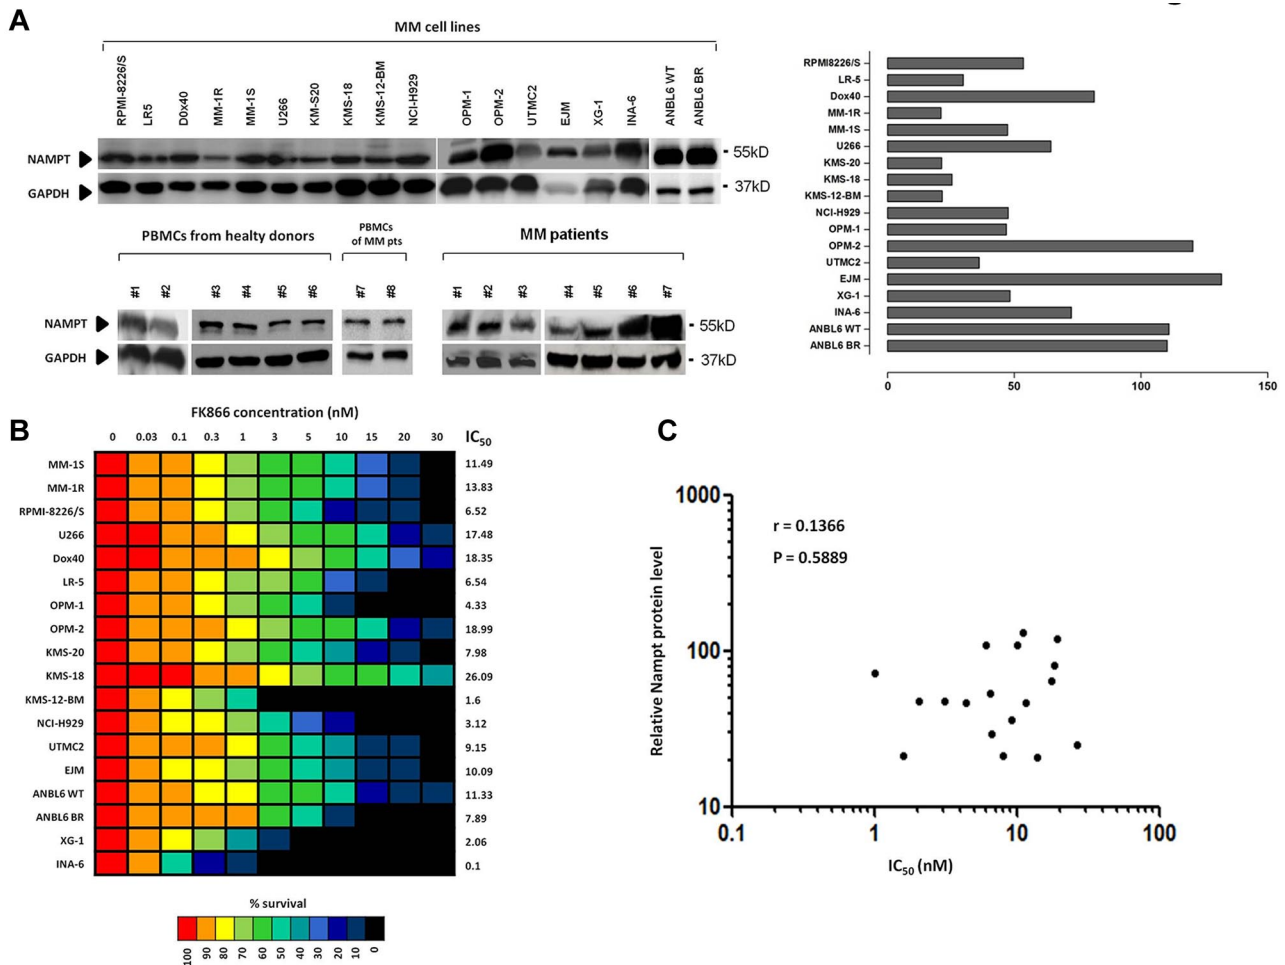 A
MM cell lines
RPMI-8226/S LR5 D0x40 MM-1R MM-1S U266 KM-S20 KMS-18 KMS-12-BM NCI-H929 OPM-1 OPM-2 UTMC2 EJM XG-1 INA-6 ANBL6 WT ANBL6 BR
NAMPT 55kD
GAPDH 37kD
PBMCs from healty donors
PBMCs
of MM pts
MM patients
#1 #2 #3 #4 #5 #6 #7 #8 #1 #2 #3 #4 #5 #6 #7
NAMPT - 55kD
GAPDH - 37kD
RPMI8226/S
LR-5
Dox40
MM-1R
MM-1S
U266
KMS-20
KMS-18
KMS-12-BM
NCI-H929
OPM-1
OPM-2
UTMC2
EJM
XG-1
INA-6
ANBL6 WT
ANBL6 BR
0 50 100 150
B
FK866 concentration (nM)
0 0.03 0.1 0.3 1 3 5 10 15 20 30 IC50
MM-1S 11.49
MM-1R 13.83
RPMI-8226/S 6.52
U266 17.48
Dox40 18.35
LR-5 6.54
OPM-1 4.33
OPM-2 18.99
KMS-20 7.98
KMS-18 26.09
KMS-12-BM 1.6
NCI-H929 3.12
UTMC2 9.15
EJM 10.09
ANBL6 WT 11.33
ANBL6 BR 7.89
XG-1 2.06
INA-6 0.1
% survival
100 90 80 70 60 50 40 30 20 10 0
C
Relative Nampt protein level
1000
100
10
r = 0.1366
P = 0.5889
0.1 1 10 100
IC50 (nM)